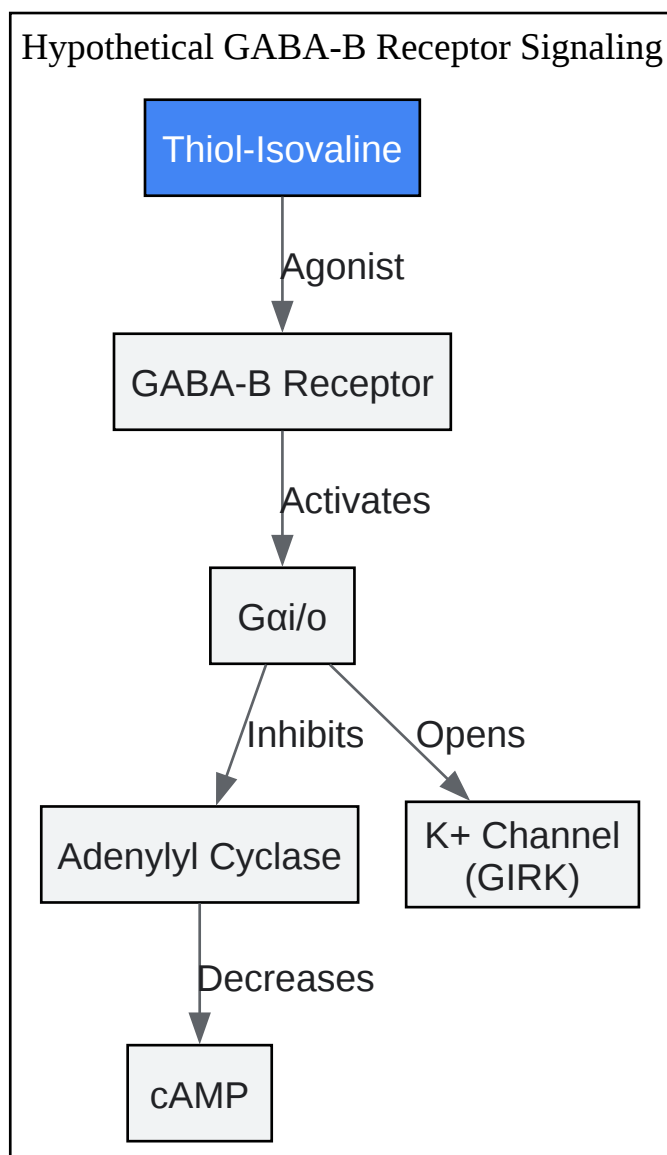 Hypothetical GABA-B Receptor Signaling
Thiol-Isovaline
Agonist
GABA-B Receptor
Activates
Gαi/o
Inhibits
Opens
Adenylyl Cyclase
K+ Channel
(GIRK)
Decreases
cAMP